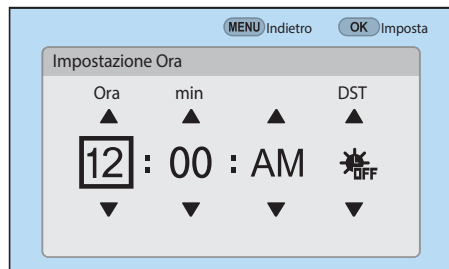 MENU Indietro OK Imposta
Impostazione Ora
Ora min DST
12 : 00 : AM OFF